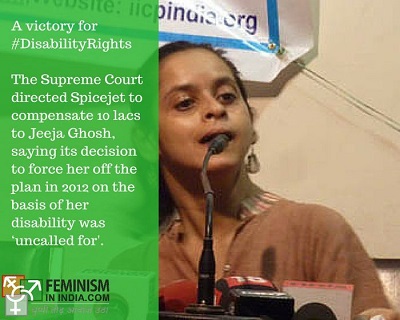 A victory for
#DisabilityRights
The Supreme Court
directed Spicejet to
compensate 10 lacs
to Jeeja Ghosh,
saying its decision
to force her off the
plan in 2012 on the
basis of her
disability was
'uncalled for'.
Website: iicpindia.org
FEMINISM
IN INDIA.COM